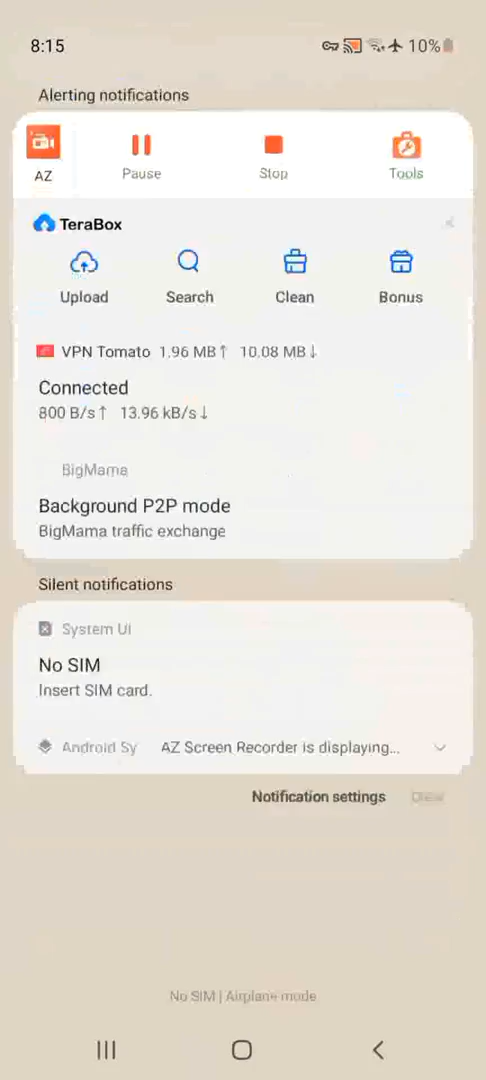 8:15 10%
Alerting notifications
AZ Pause Stop Tools
TeraBox
Upload Search Clean Bonus
VPN Tomato 1.96 MB↑ 10.08 MB↓
Connected
800 B/s↑ 13.96 kB/s↓
BigMama
Background P2P mode
BigMama traffic exchange
Silent notifications
System UI
No SIM
Insert SIM card.
Android Sy AZ Screen Recorder is displaying...
Notification settings Clear
No SIM | Airplane mode